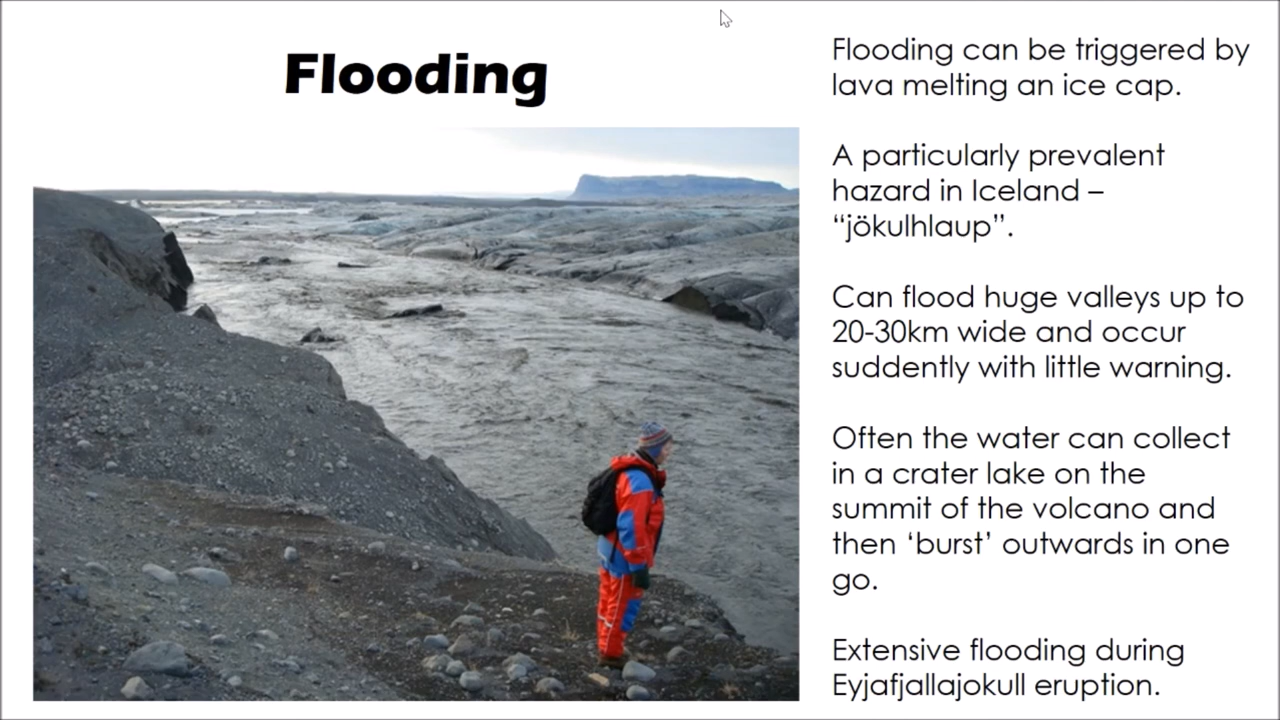 Flooding
Flooding can be triggered by
lava melting an ice cap.
A particularly prevalent
hazard in Iceland –
“jökulhlaup”.
Can flood huge valleys up to
20-30km wide and occur
suddenly with little warning.
Often the water can collect
in a crater lake on the
summit of the volcano and
then ‘burst’ outwards in one
go.
Extensive flooding during
Eyjafjallajokull eruption.